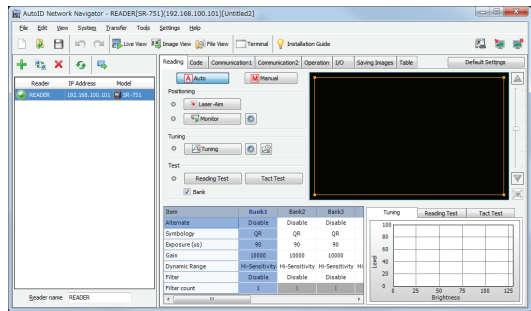 AutoID Network Navigator - READER[SR-751](192.168.100.101)[Untitled2]
File Edit View System Transfer Tools Settings Help
Live View Image View File View Terminal Installation Guide
Reader IP Address Model
READER 192.168.100.101 SR-751
Reader name READER
Reading Code Communication1 Communication2 Operation I/O Saving Images Table Default Settings
A Auto M Manual
Positioning
Laser-Aim
Monitor
Tuning
Tuning
Test
Reading Test Tact Test
Bank
Item Bank1 Bank2 Bank3
Alternate Disable Disable Disable
Symbology QR QR QR
Exposure (us) 90 90 90
Gain 10000 10000 10000
Dynamic Range Hi-Sensitivity Hi-Sensitivity Hi-Sensitivity Hi
Filter Disable Disable Disable
Filter count 1 1 1
Tuning Reading Test Tact Test
100
80
60
40
20
0
Level
0 25 50 75 100 125
Brightness